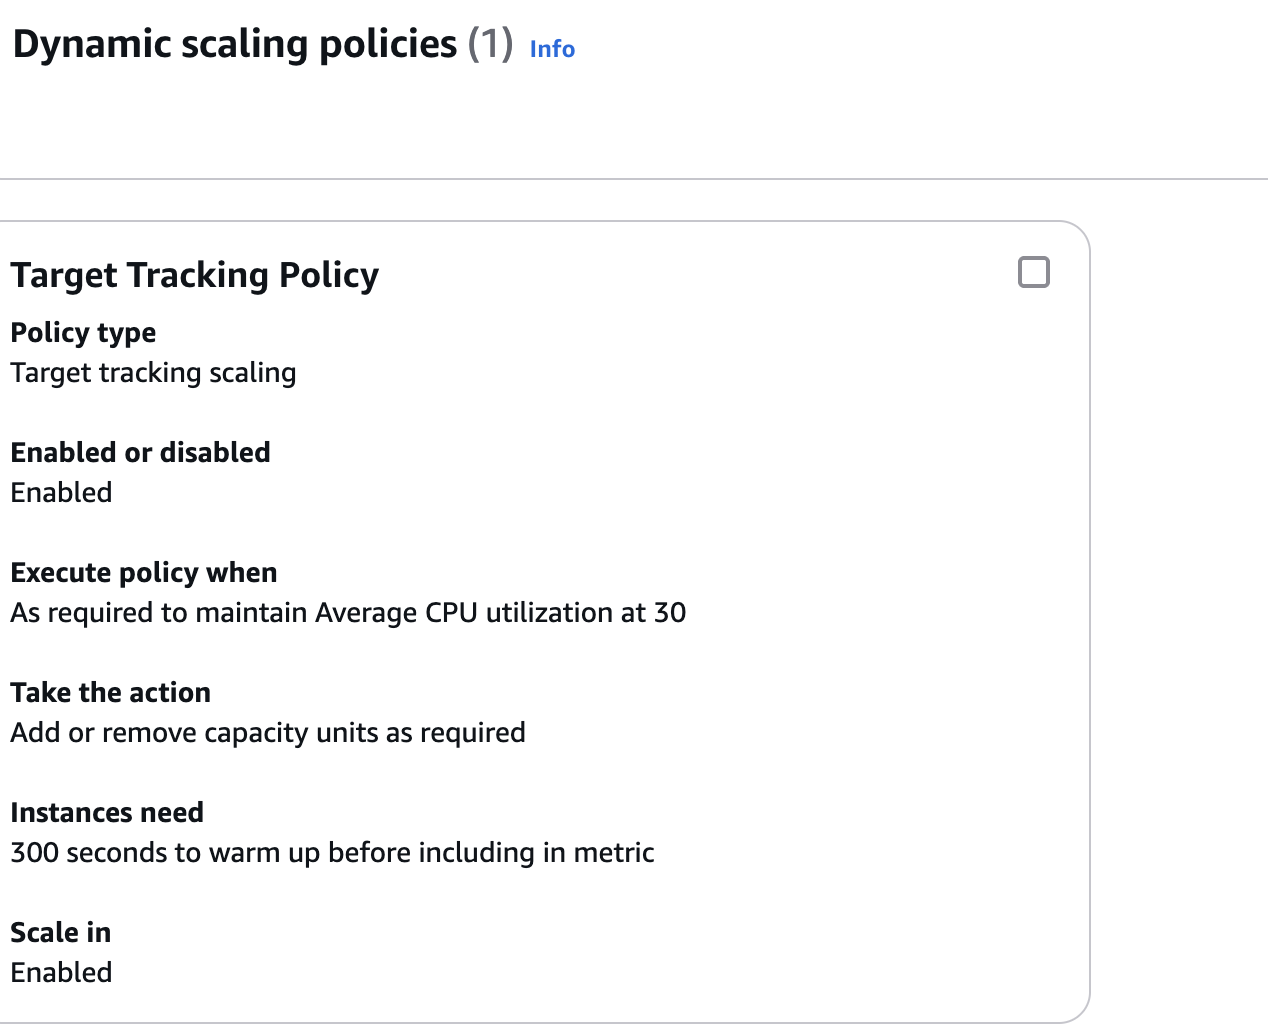 Dynamic scaling policies (1) Info
Target Tracking Policy
Policy type
Target tracking scaling
Enabled or disabled
Enabled
Execute policy when
As required to maintain Average CPU utilization at 30
Take the action
Add or remove capacity units as required
Instances need
300 seconds to warm up before including in metric
Scale in
Enabled